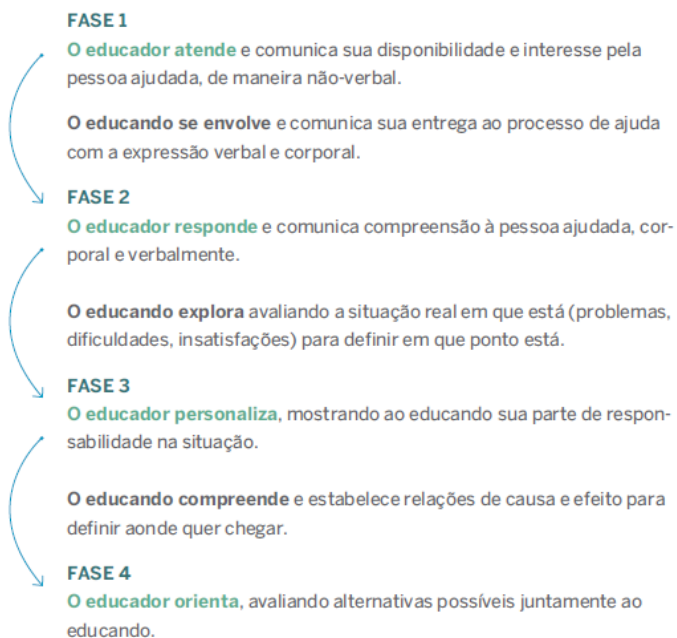 FASE 1
O educador atende e comunica sua disponibilidade e interesse pela
pessoa ajudada, de maneira não-verbal.
O educando se envolve e comunica sua entrega ao processo de ajuda
com a expressão verbal e corporal.
FASE 2
O educador responde e comunica compreensão à pessoa ajudada, cor-
poral e verbalmente.
O educando explora avaliando a situação real em que está (problemas,
dificuldades, insatisfações) para definir em que ponto está.
FASE 3
O educador personaliza, mostrando ao educando sua parte de respon-
sabilidade na situação.
O educando compreende e estabelece relações de causa e efeito para
definir aonde quer chegar.
FASE 4
O educador orienta, avaliando alternativas possíveis juntamente ao
educando.